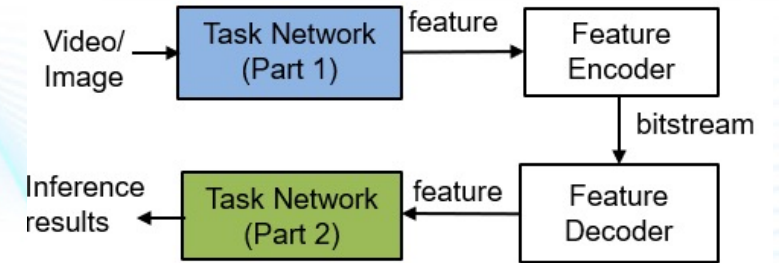 Video/
Image
Task Network
(Part 1)
feature
Feature
Encoder
bitstream
Inference
results
Task Network
(Part 2)
feature
Feature
Decoder